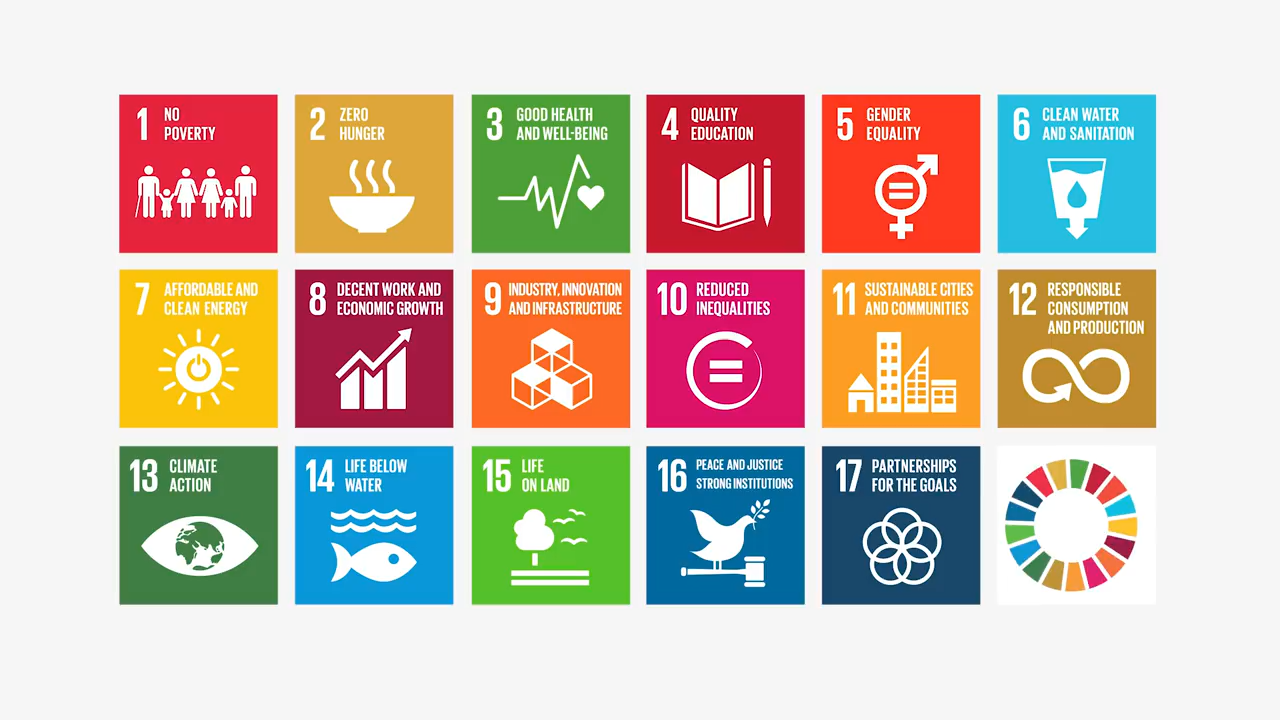 1 NO
POVERTY
2 ZERO
HUNGER
3 GOOD HEALTH
AND WELL-BEING
4 QUALITY
EDUCATION
5 GENDER
EQUALITY
6 CLEAN WATER
AND SANITATION
7 AFFORDABLE AND
CLEAN ENERGY
8 DECENT WORK AND
ECONOMIC GROWTH
9 INDUSTRY, INNOVATION
AND INFRASTRUCTURE
10 REDUCED
INEQUALITIES
11 SUSTAINABLE CITIES
AND COMMUNITIES
12 RESPONSIBLE
CONSUMPTION
AND PRODUCTION
13 CLIMATE
ACTION
14 LIFE BELOW
WATER
15 LIFE
ON LAND
16 PEACE AND JUSTICE
STRONG INSTITUTIONS
17 PARTNERSHIPS
FOR THE GOALS